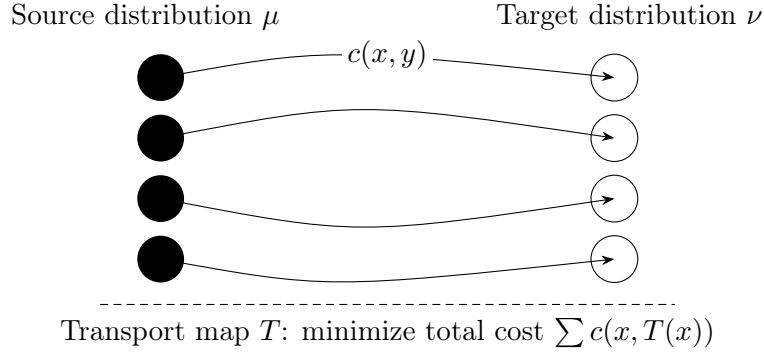 Source distribution μ
Target distribution ν
c(x, y)
Transport map T: minimize total cost ∑ c(x, T(x))